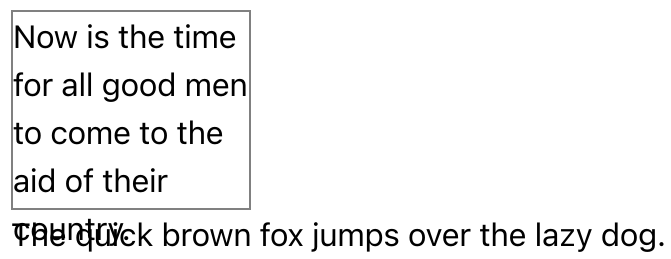 Now is the time
for all good men
to come to the
aid of their
country.
The quick brown fox jumps over the lazy dog.